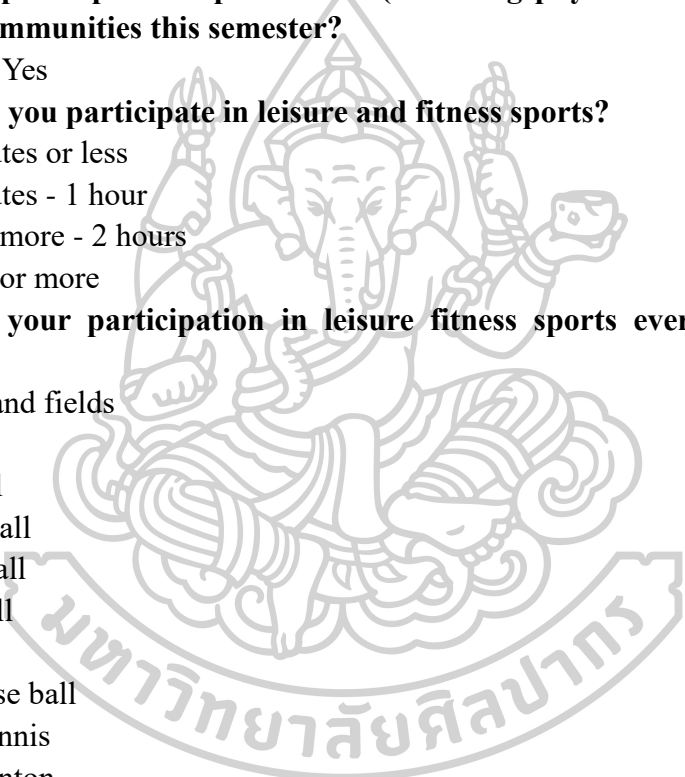 mmunities this semester?
Yes
you participate in leisure and fitness sports?
tes or less
tes - 1 hour
more - 2 hours
or more
your participation in leisure fitness sports ever
and fields
l
all
all
ll
se ball
nnis
nton
มหาวิทยาลัยศิลปากร